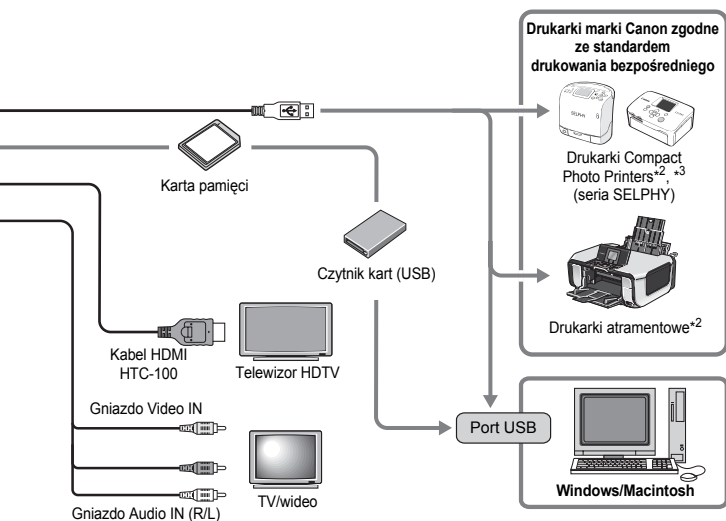 Drukarki marki Canon zgodne
ze standardem
drukowania bezpośredniego
SELPHY
Drukarki Compact
Photo Printers*2, *3
(seria SELPHY)
Karta pamięci
Czytnik kart (USB)
Drukarki atramentowe*2
Kabel HDMI
HTC-100
Telewizor HDTV
Gniazdo Video IN
Port USB
TV/wideo
Gniazdo Audio IN (R/L)
Windows/Macintosh